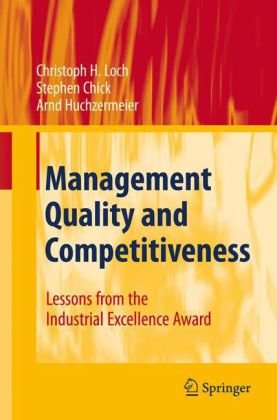 Christoph H. Loch
Stephen Chick
Arnd Huchzermeier
Management
Quality and
Competitiveness
Lessons from the
Industrial Excellence Award
Springer